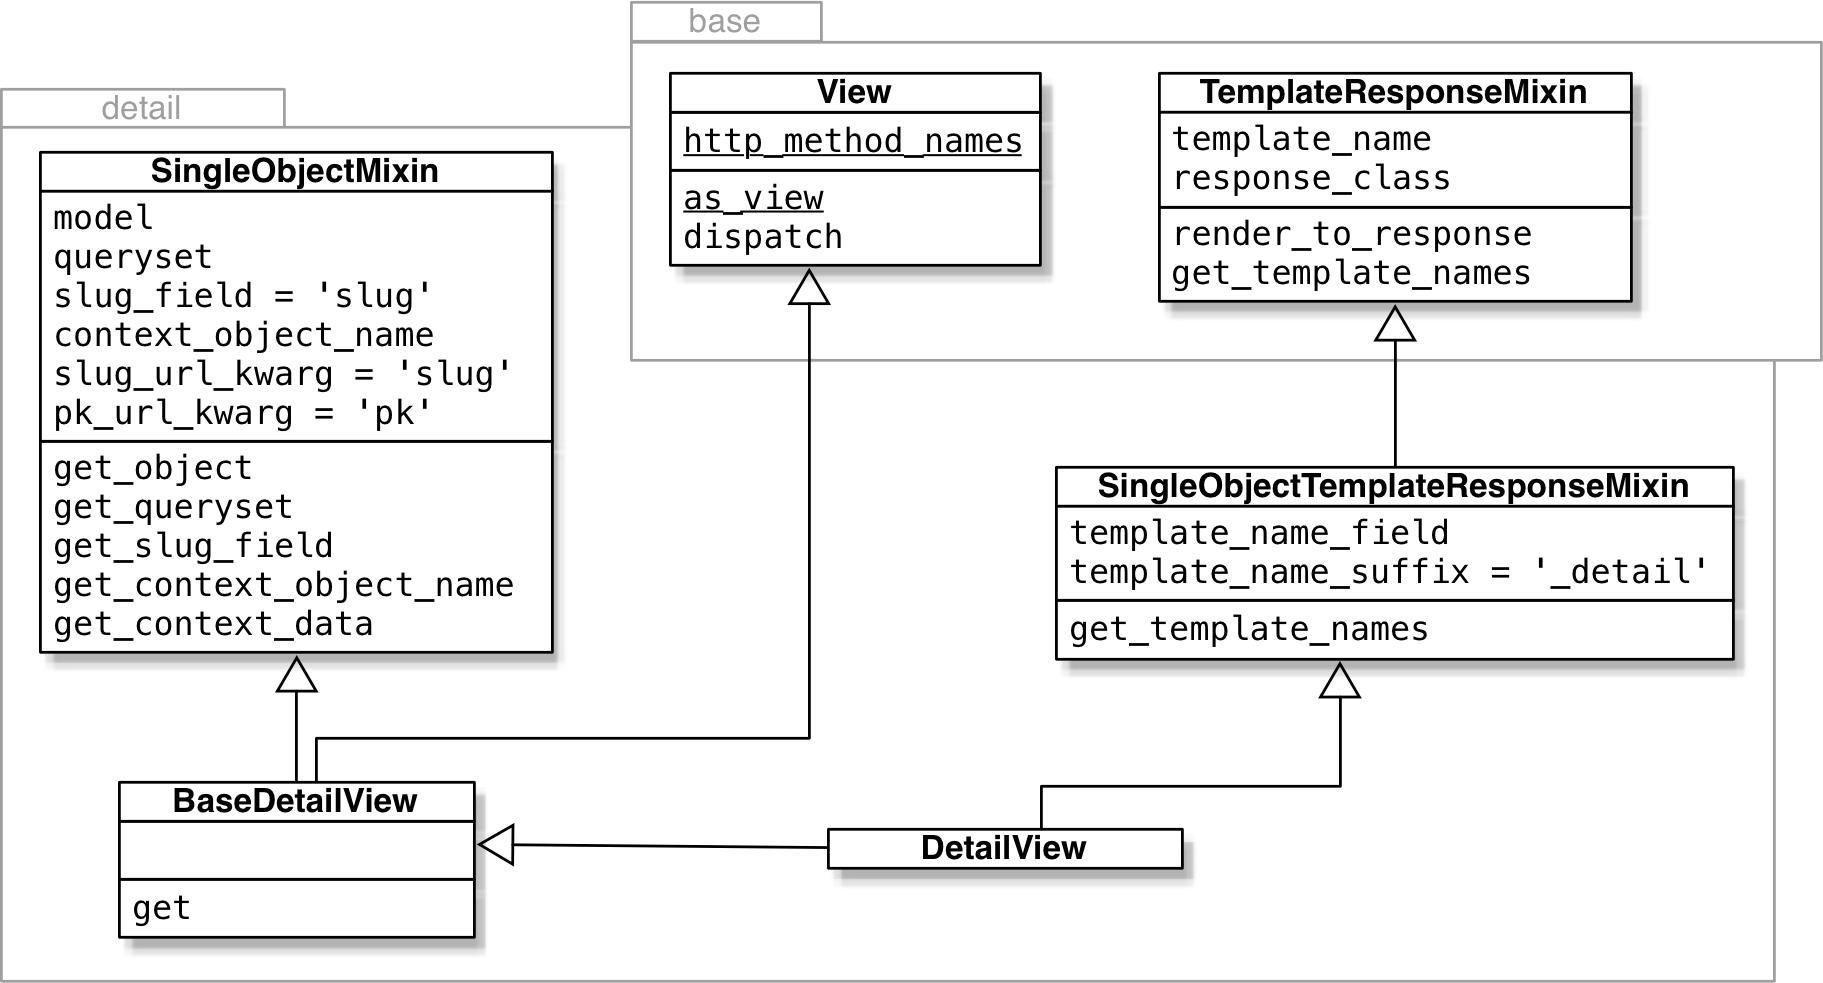 base
View
http_method_names
as_view
dispatch
TemplateResponseMixin
template_name
response_class
render_to_response
get_template_names
detail
SingleObjectMixin
model
queryset
slug_field = 'slug'
context_object_name
slug_url_kwarg = 'slug'
pk_url_kwarg = 'pk'
get_object
get_queryset
get_slug_field
get_context_object_name
get_context_data
SingleObjectTemplateResponseMixin
template_name_field
template_name_suffix = '_detail'
get_template_names
BaseDetailView
get
DetailView